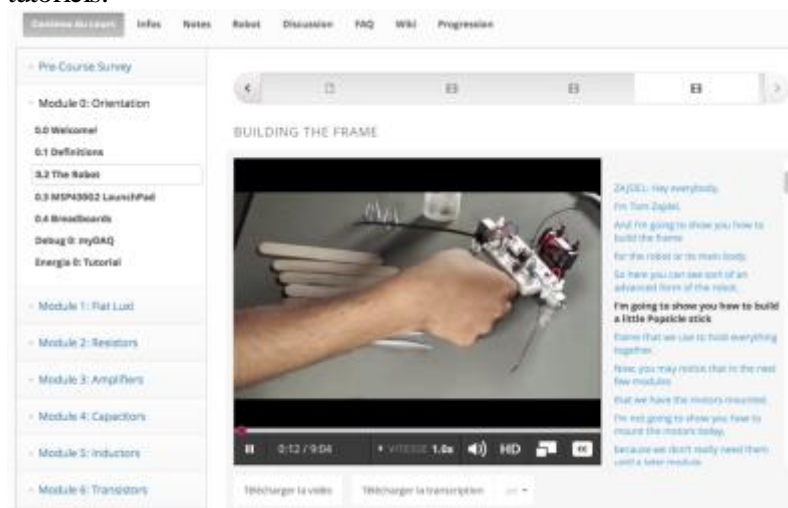 tutoriels.
Contenu du cours Infos Notes Robot Discussion FAQ Wiki Progression
Pre-Course Survey
Module 0: Orientation
0.0 Welcome!
0.1 Definitions
0.2 The Robot
0.3 MSP430G2 LaunchPad
0.4 Breadboards
Debug 0: myDAQ
Energia 0: Tutorial
Module 1: Fiat Lux!
Module 2: Resistors
Module 3: Amplifiers
Module 4: Capacitors
Module 5: Inductors
Module 6: Transistors
BUILDING THE FRAME
0:12 / 9:04 VITESSE 1.0x HD cc
Télécharger la vidéo Télécharger la transcription
ZAJDEL: Hey everybody.
I'm Tom Zajdel.
And I'm going to show you how to
build the frame
for the robot or its main body.
So here you can see sort of an
advanced form of the robot.
I'm going to show you how to build
a little Popsicle stick
frame that we use to hold everything
together.
Now, you may notice that in the next
few modules
that we have the motors mounted.
I'm not going to show you how to
mount the motors today,
because we don't really need them
until a later module.